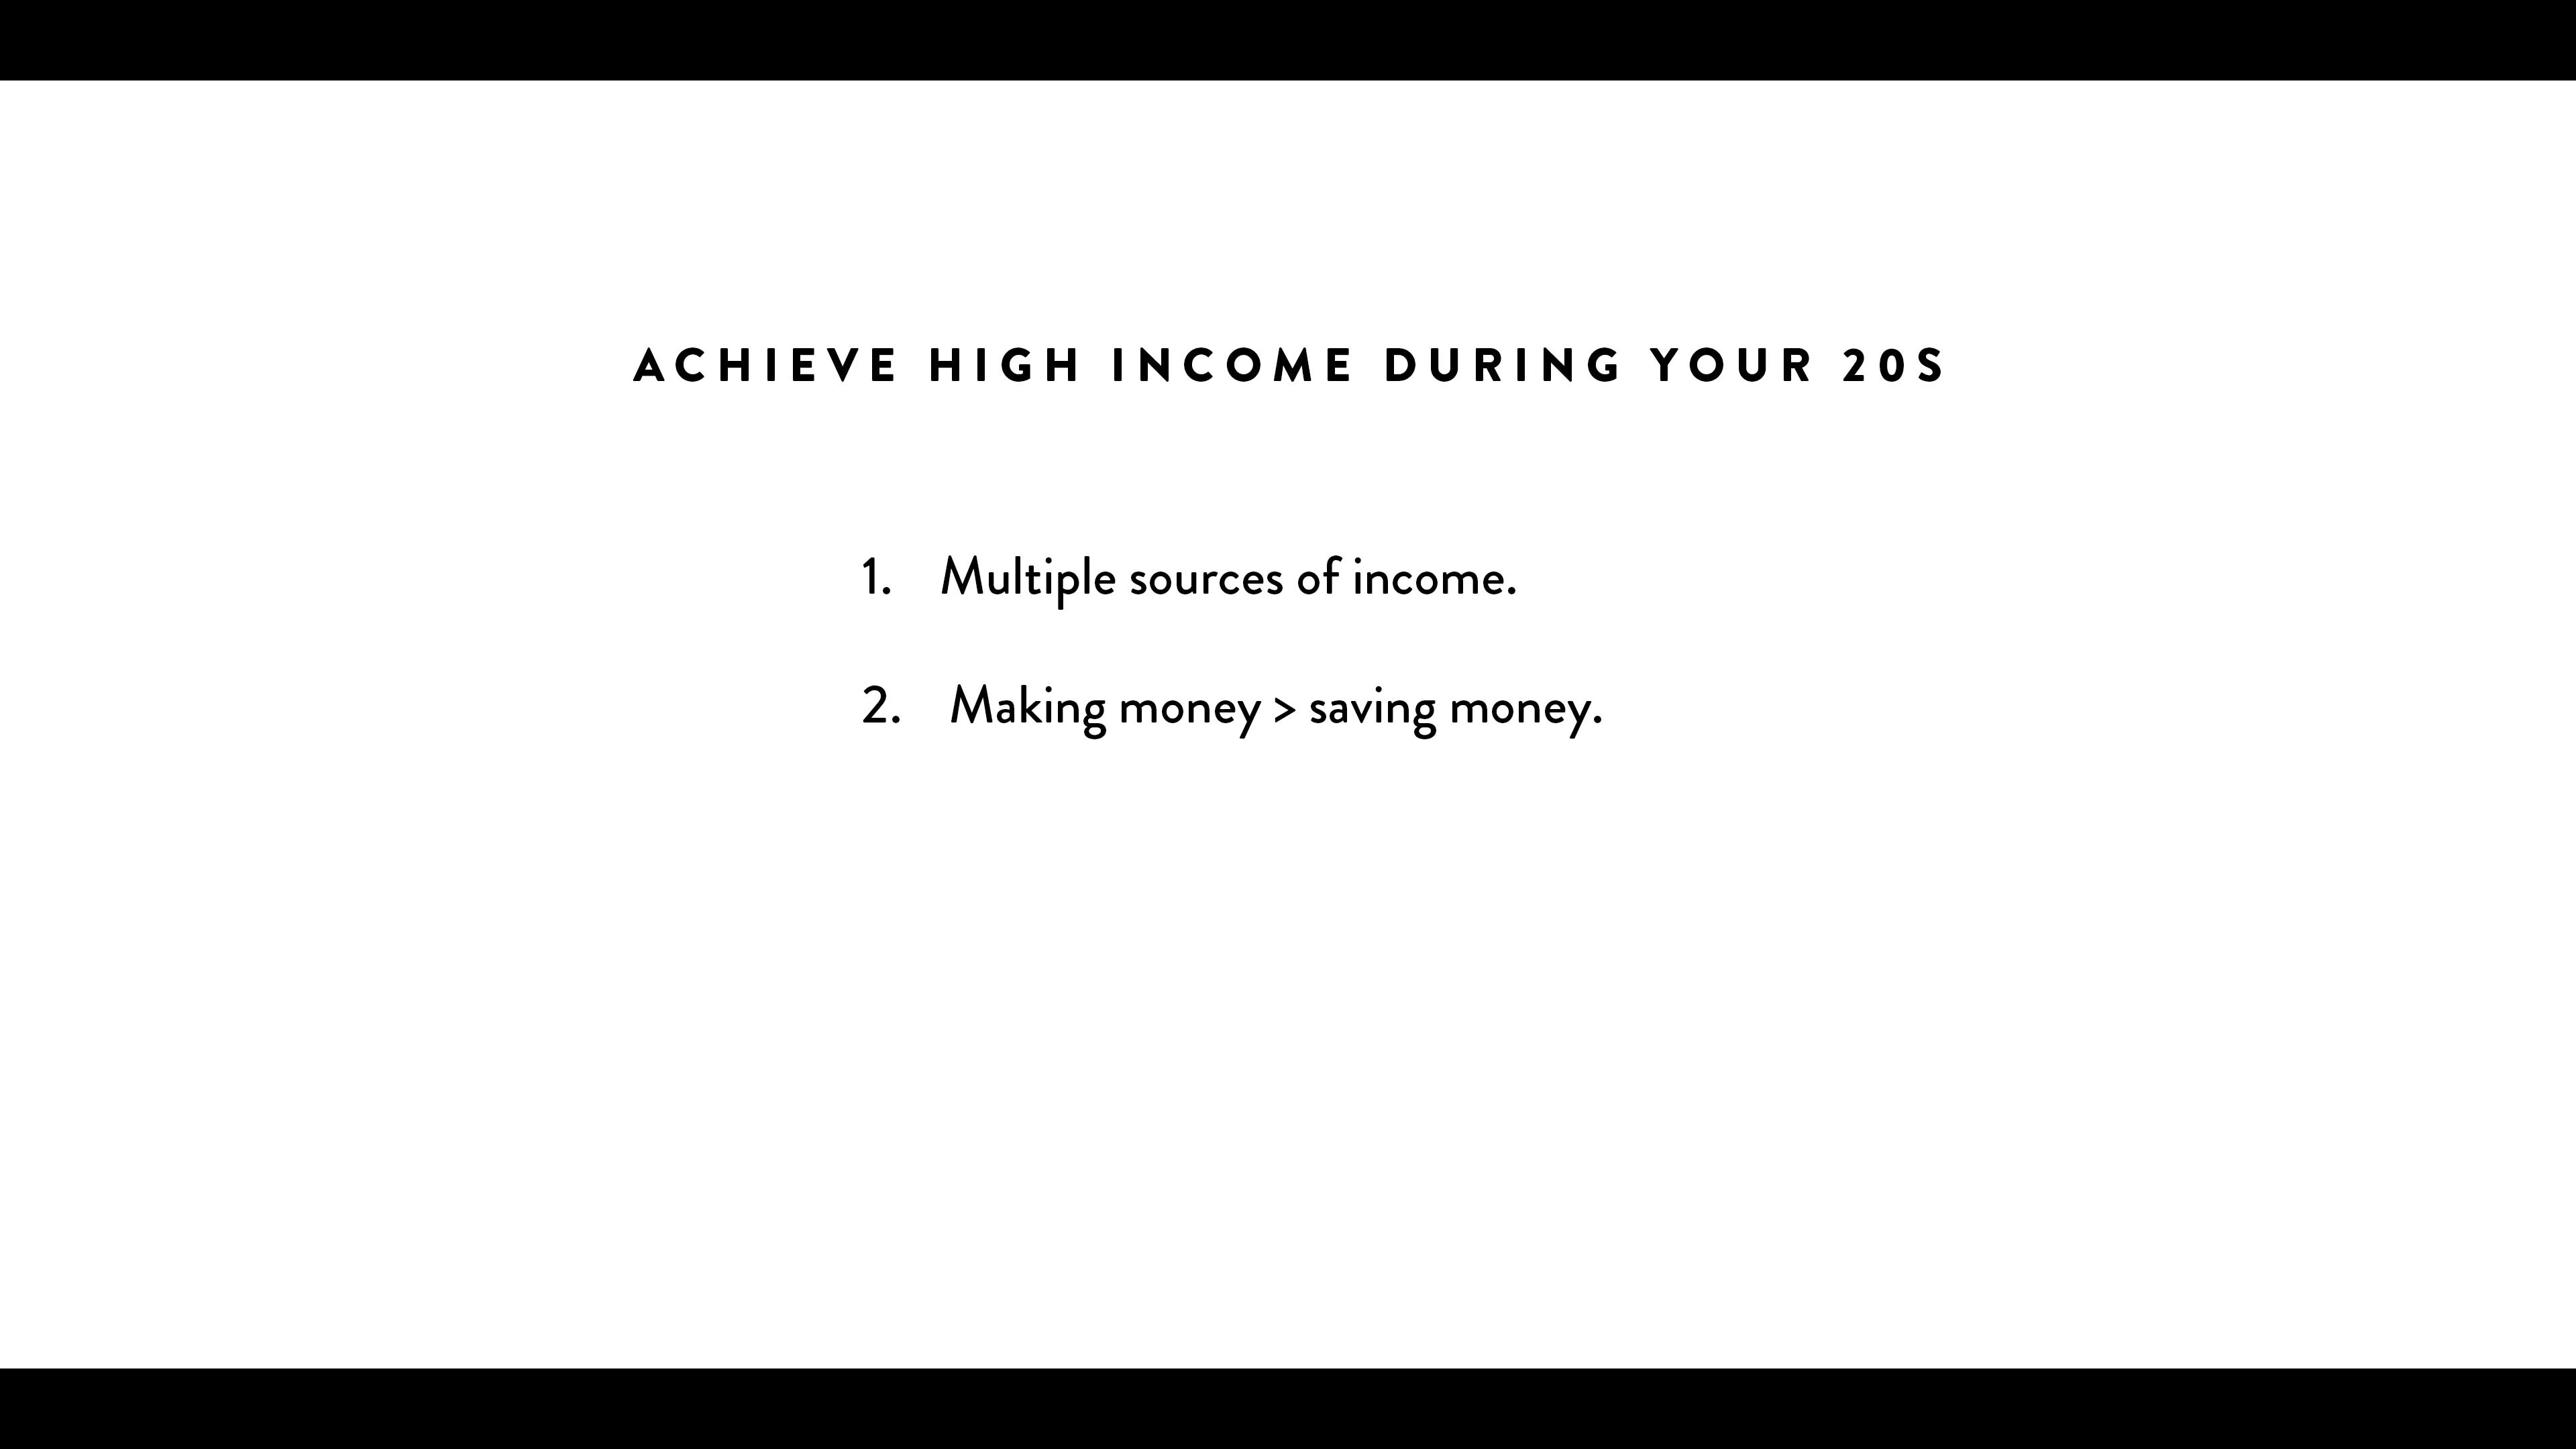 ACHIEVE HIGH INCOME DURING YOUR 20S
1. Multiple sources of income.
2. Making money > saving money.